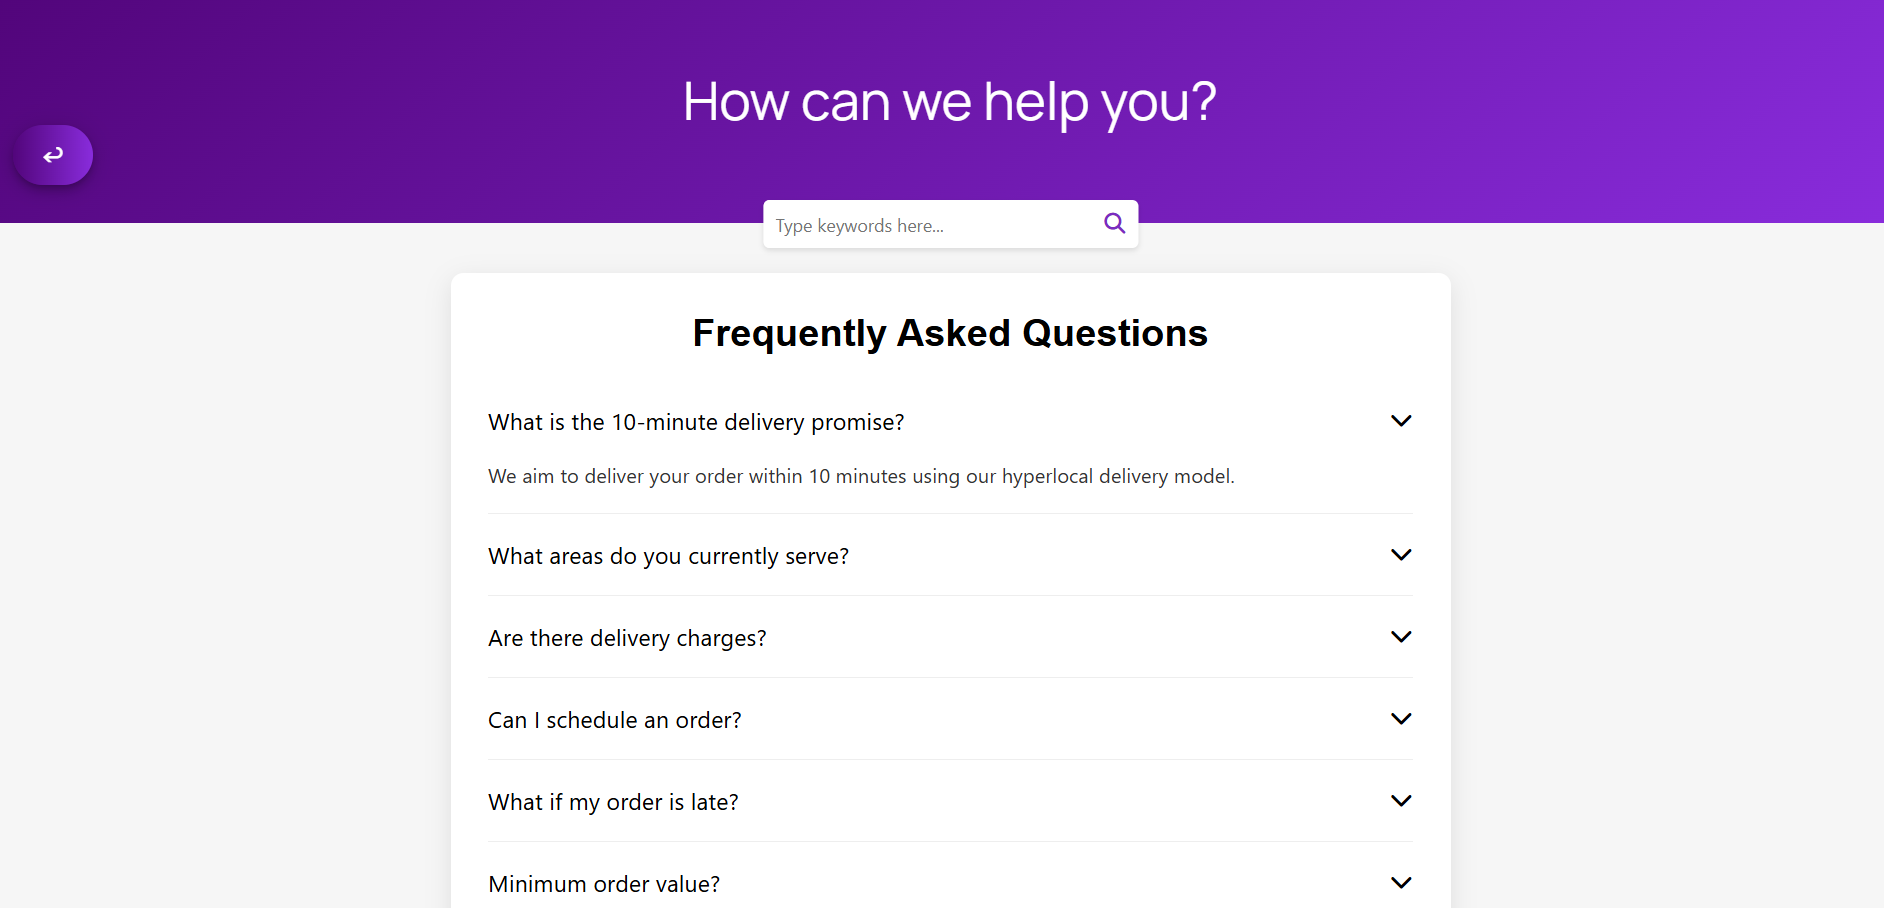 How can we help you?
Type keywords here...
Frequently Asked Questions
What is the 10-minute delivery promise?
We aim to deliver your order within 10 minutes using our hyperlocal delivery model.
What areas do you currently serve?
Are there delivery charges?
Can I schedule an order?
What if my order is late?
Minimum order value?